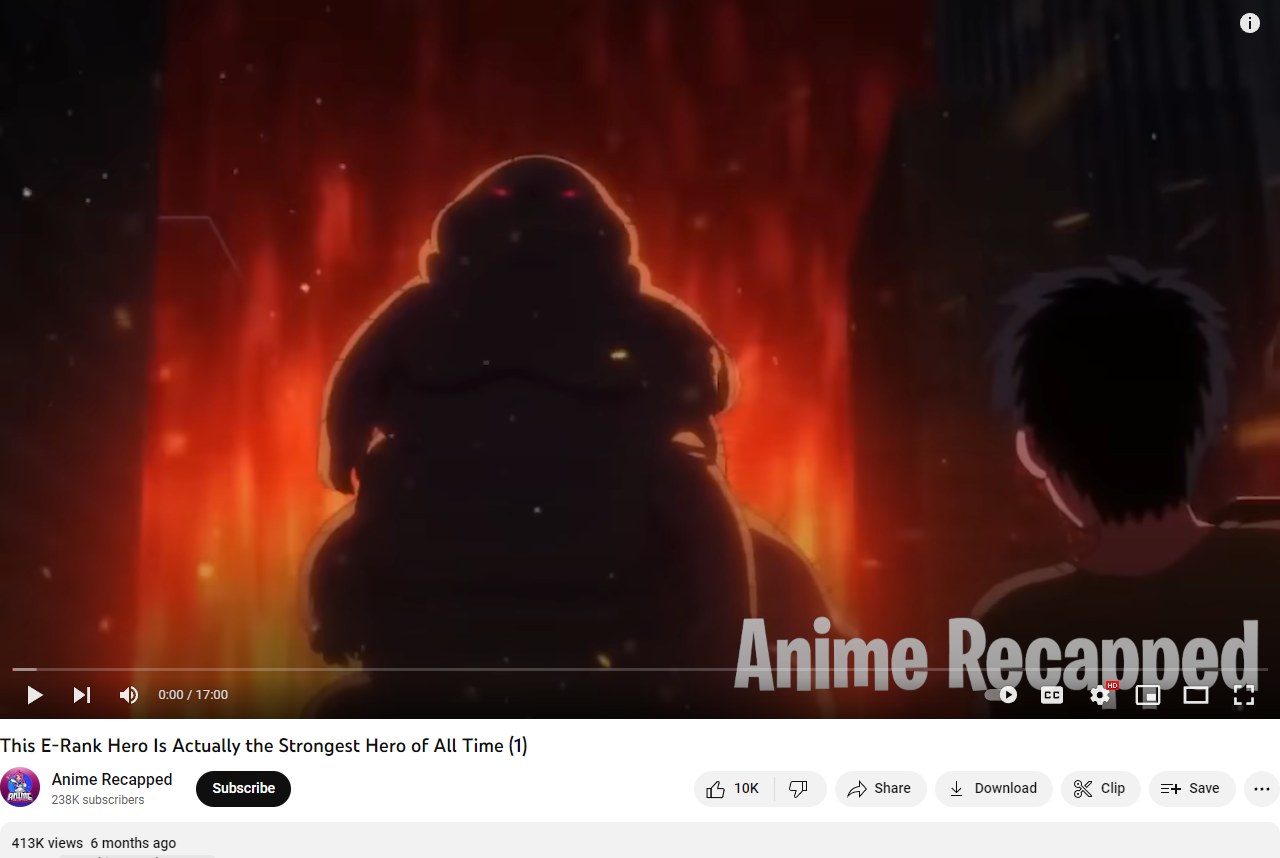 Anime Recapped
0:00 / 17:00
CC
HD
This E-Rank Hero Is Actually the Strongest Hero of All Time (1)
Anime Recapped
238K subscribers
Subscribe
10K
Share
Download
Clip
Save
413K views 6 months ago